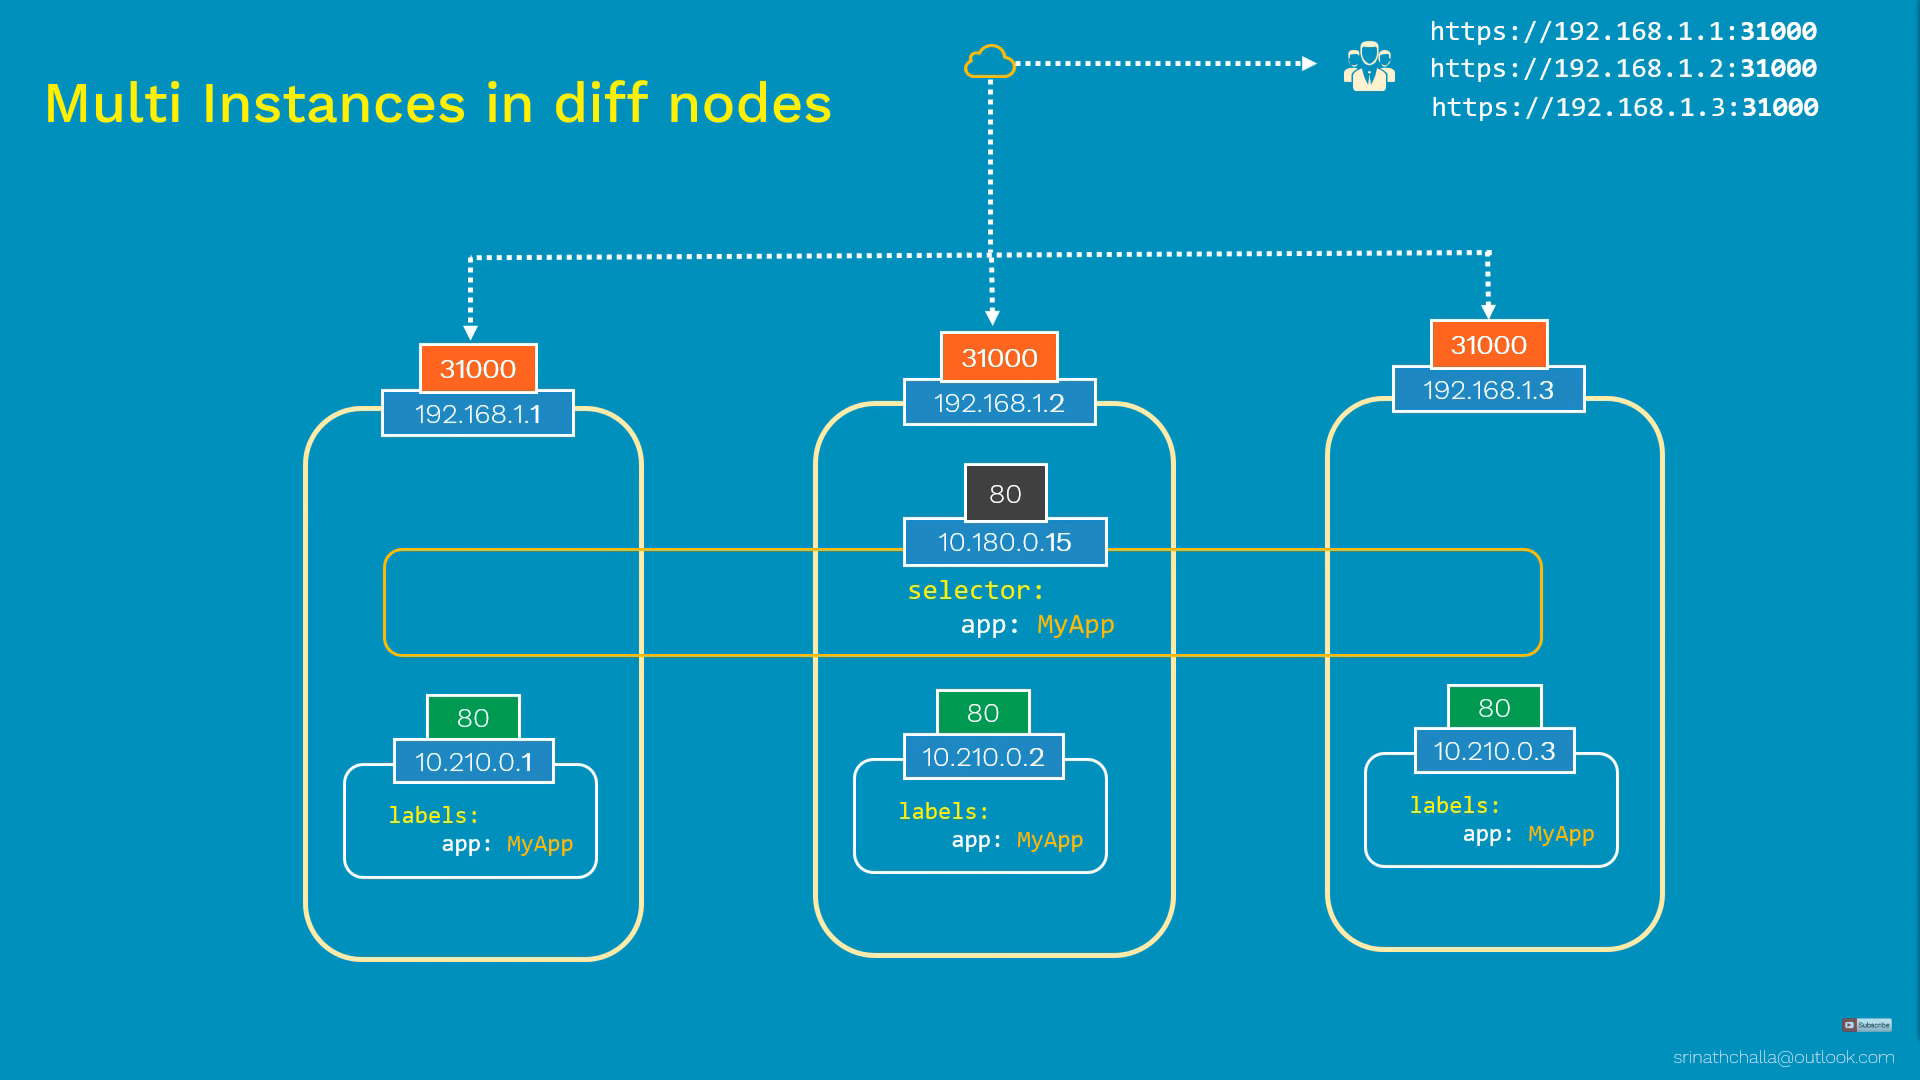 https://192.168.1.1:31000
https://192.168.1.2:31000
https://192.168.1.3:31000
Multi Instances in diff nodes
31000
192.168.1.1
31000
192.168.1.2
31000
192.168.1.3
80
10.180.0.15
selector:
app: MyApp
80
10.210.0.1
labels:
app: MyApp
80
10.210.0.2
labels:
app: MyApp
80
10.210.0.3
labels:
app: MyApp
Subscribe
srinathchalla@outlook.com